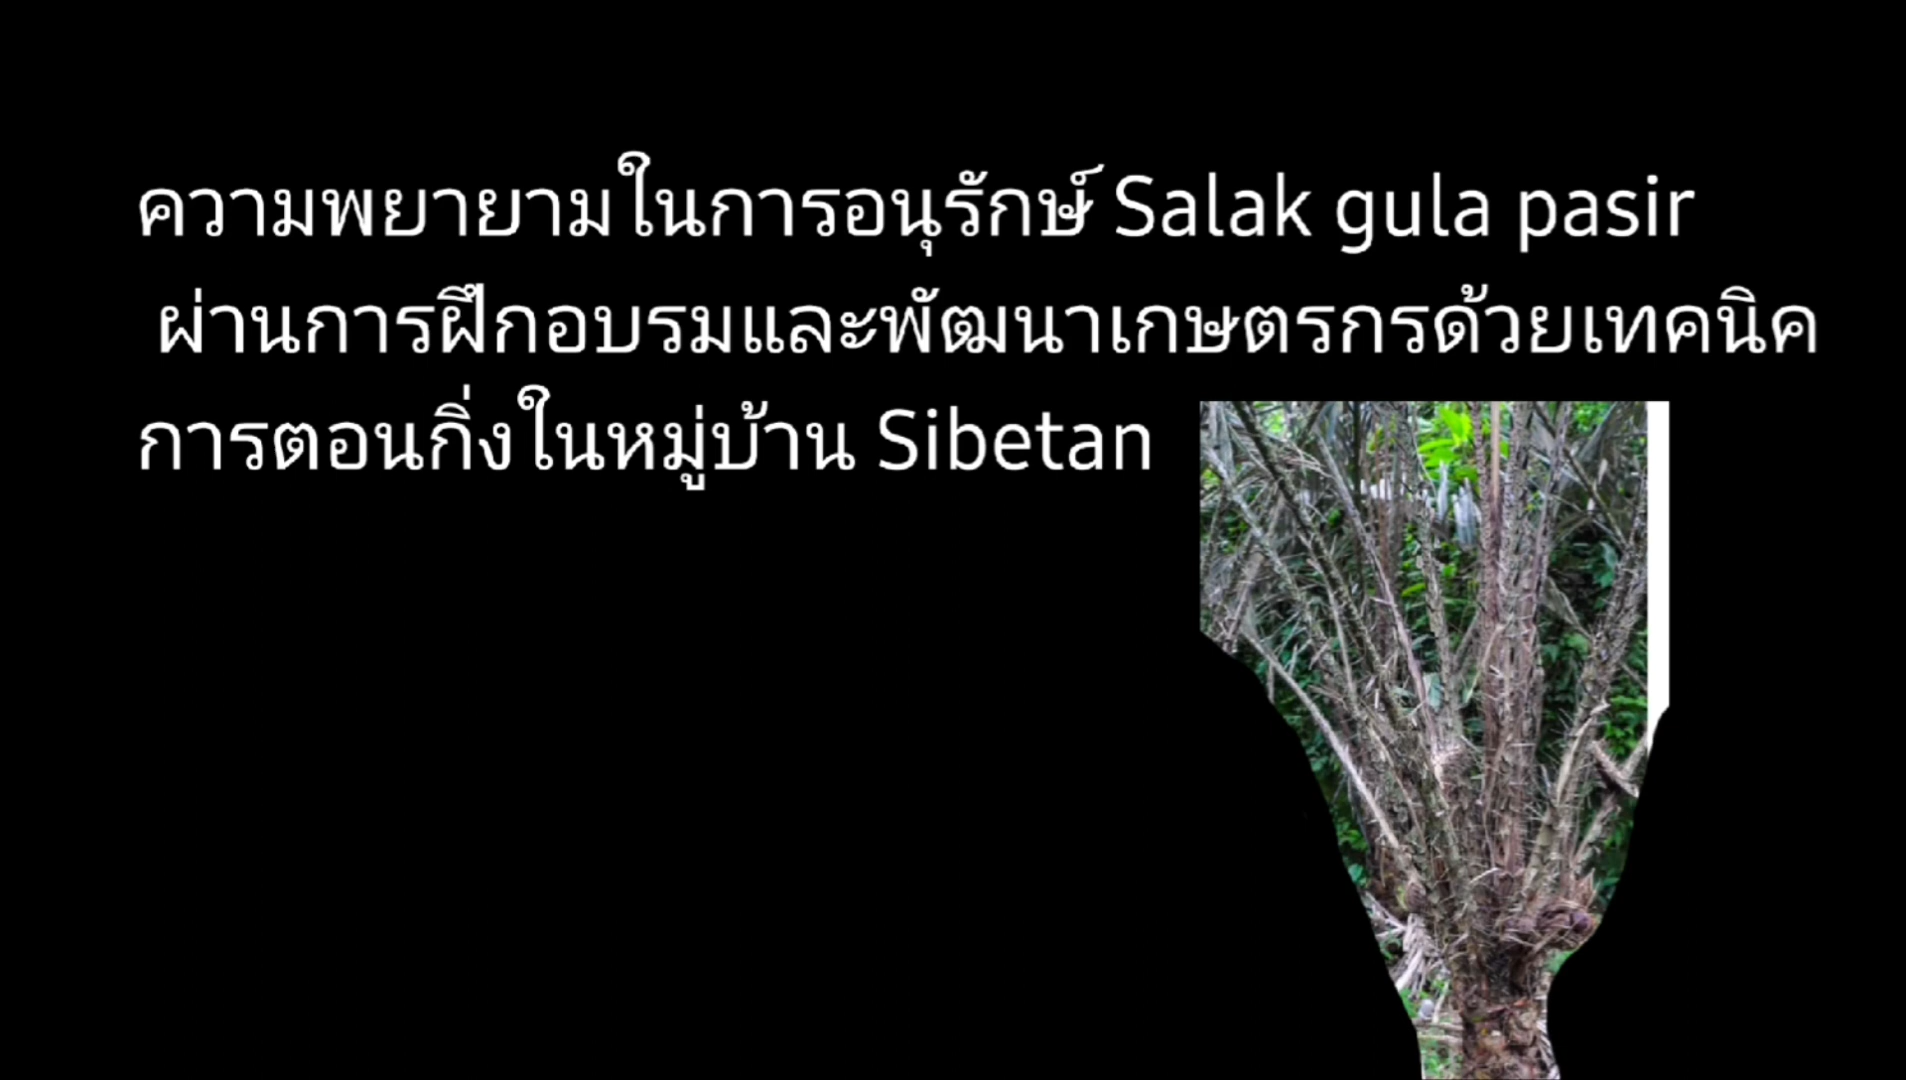 ความพยายามในการอนุรักษ์ Salak gula pasir
ผ่านการฝึกอบรมและพัฒนาเกษตรกรด้วยเทคนิค
การตอนกิ่งในหมู่บ้าน Sibetan